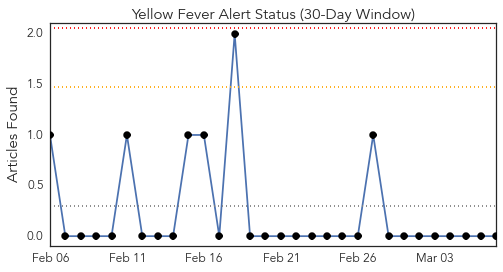 Yellow Fever Alert Status (30-Day Window)
Articles Found
2.0
1.5
1.0
0.5
0.0
Feb 06 Feb 11 Feb 16 Feb 21 Feb 26 Mar 03